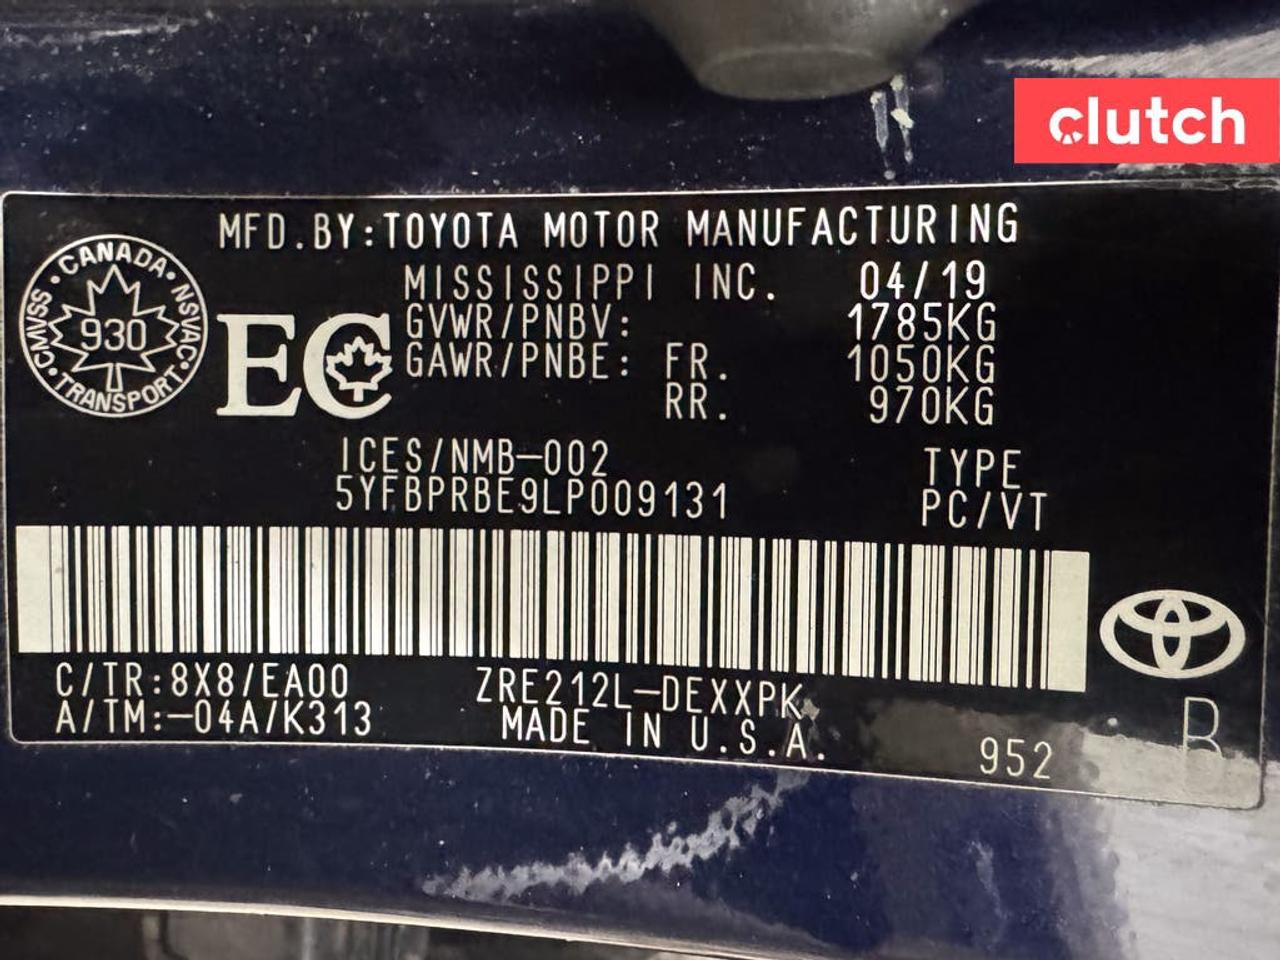 clutch
MFD.BY:TOYOTA MOTOR MANUFACTURING
MISSISSIPPI INC. 04/19
GVWR/PNBV: 1785KG
GAWR/PNBE: FR. 1050KG
RR. 970KG
CANADA
CMVSS 930 NSVAC
TRANSPORT
EC
ICES/NMB-002
5YFBPRBE9LP009131
TYPE
PC/VT
C/TR:8X8/EA00
A/TM:-04A/K313
ZRE212L-DEXXPK
MADE IN U.S.A.
952
B